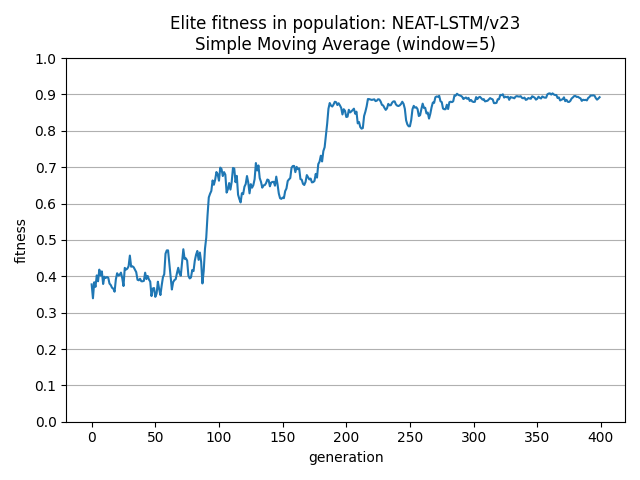 Elite fitness in population: NEAT-LSTM/v23
Simple Moving Average (window=5)
fitness
1.0
0.9
0.8
0.7
0.6
0.5
0.4
0.3
0.2
0.1
0.0
0 50 100 150 200 250 300 350 400
generation